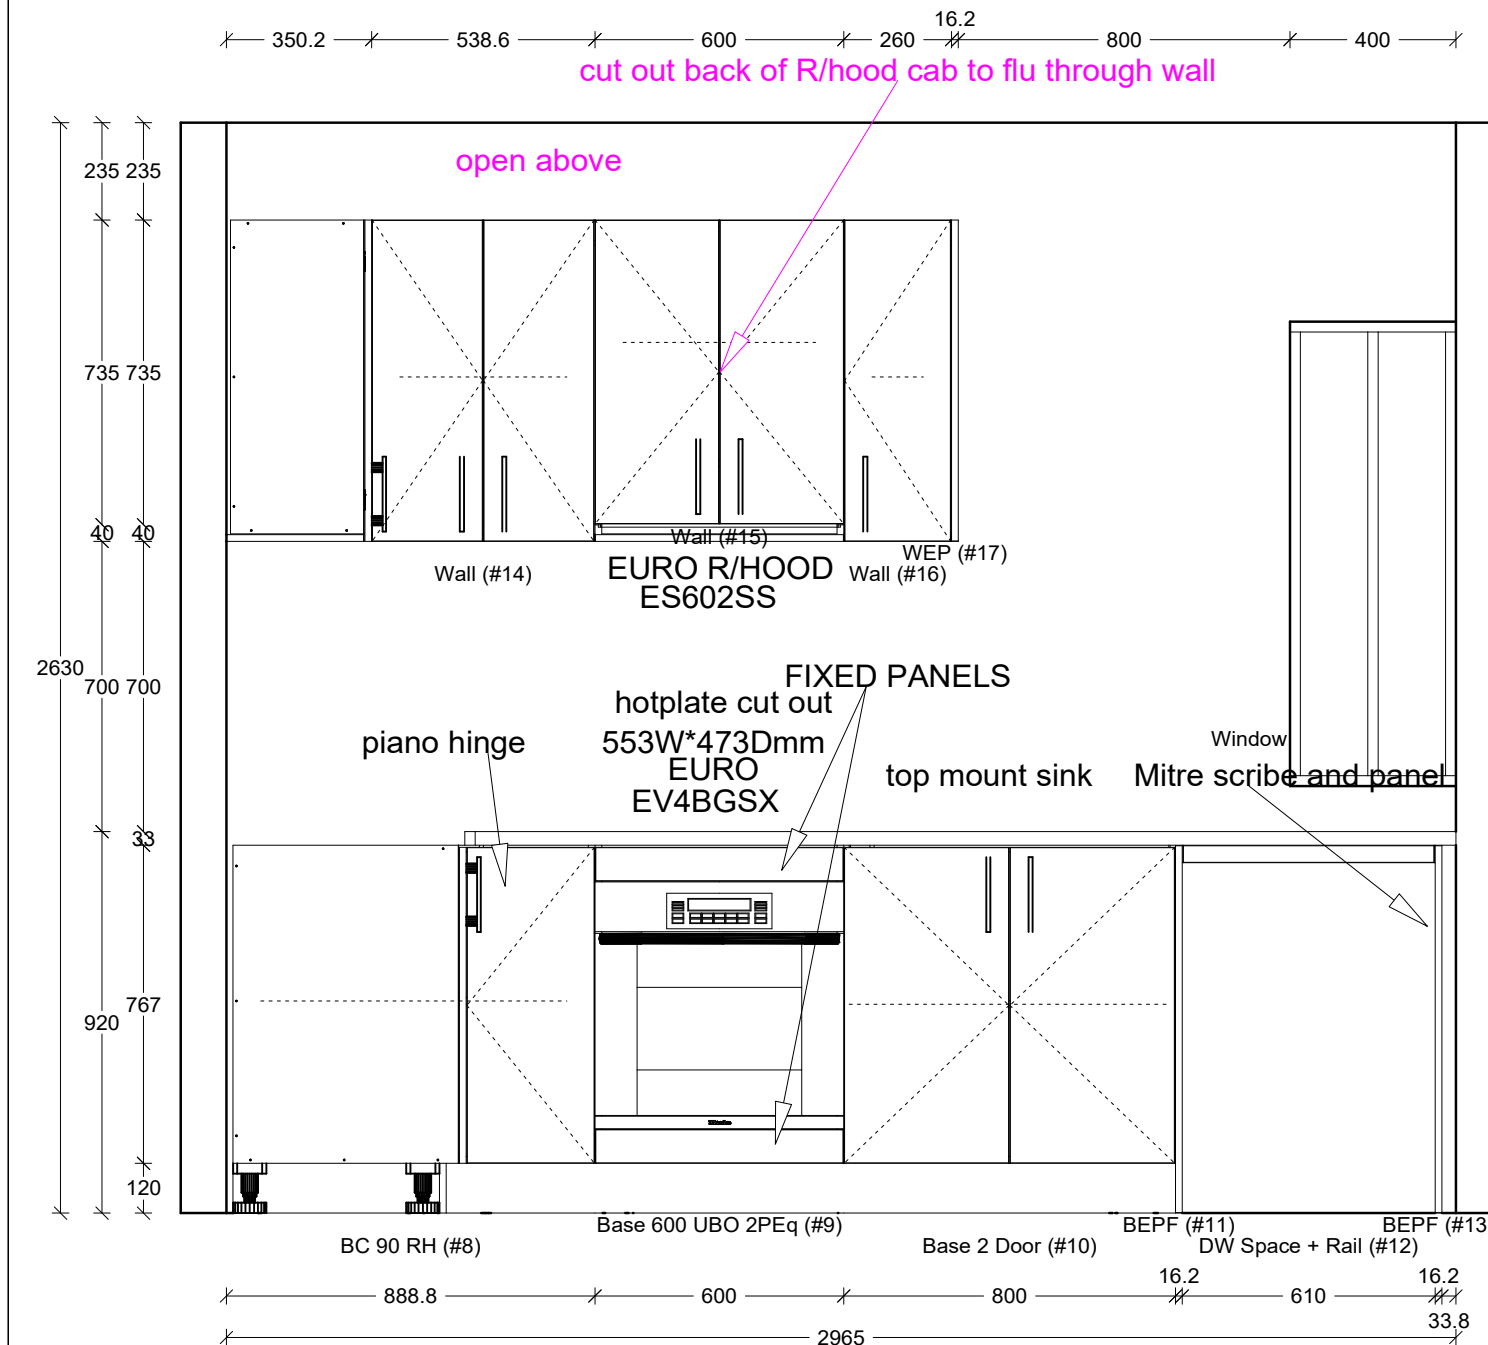 16.2
350.2 538.6 600 260 800 400
cut out back of R/hood cab to flu through wall
open above
235 235
735 735
40 40
Wall (#15)
WEP (#17)
Wall (#14)
EURO R/HOOD
Wall (#16)
ES602SS
2630
700 700
FIXED PANELS
hotplate cut out
piano hinge
553W*473Dmm
Window
EURO
top mount sink
Mitre scribe and panel
EV4BGSX
33
767
920
120
Base 600 UBO 2PEq (#9)
BEPF (#11)
BEPF (#13
BC 90 RH (#8)
Base 2 Door (#10)
DW Space + Rail (#12)
16.2 16.2
888.8 600 800 610
33.8
2965